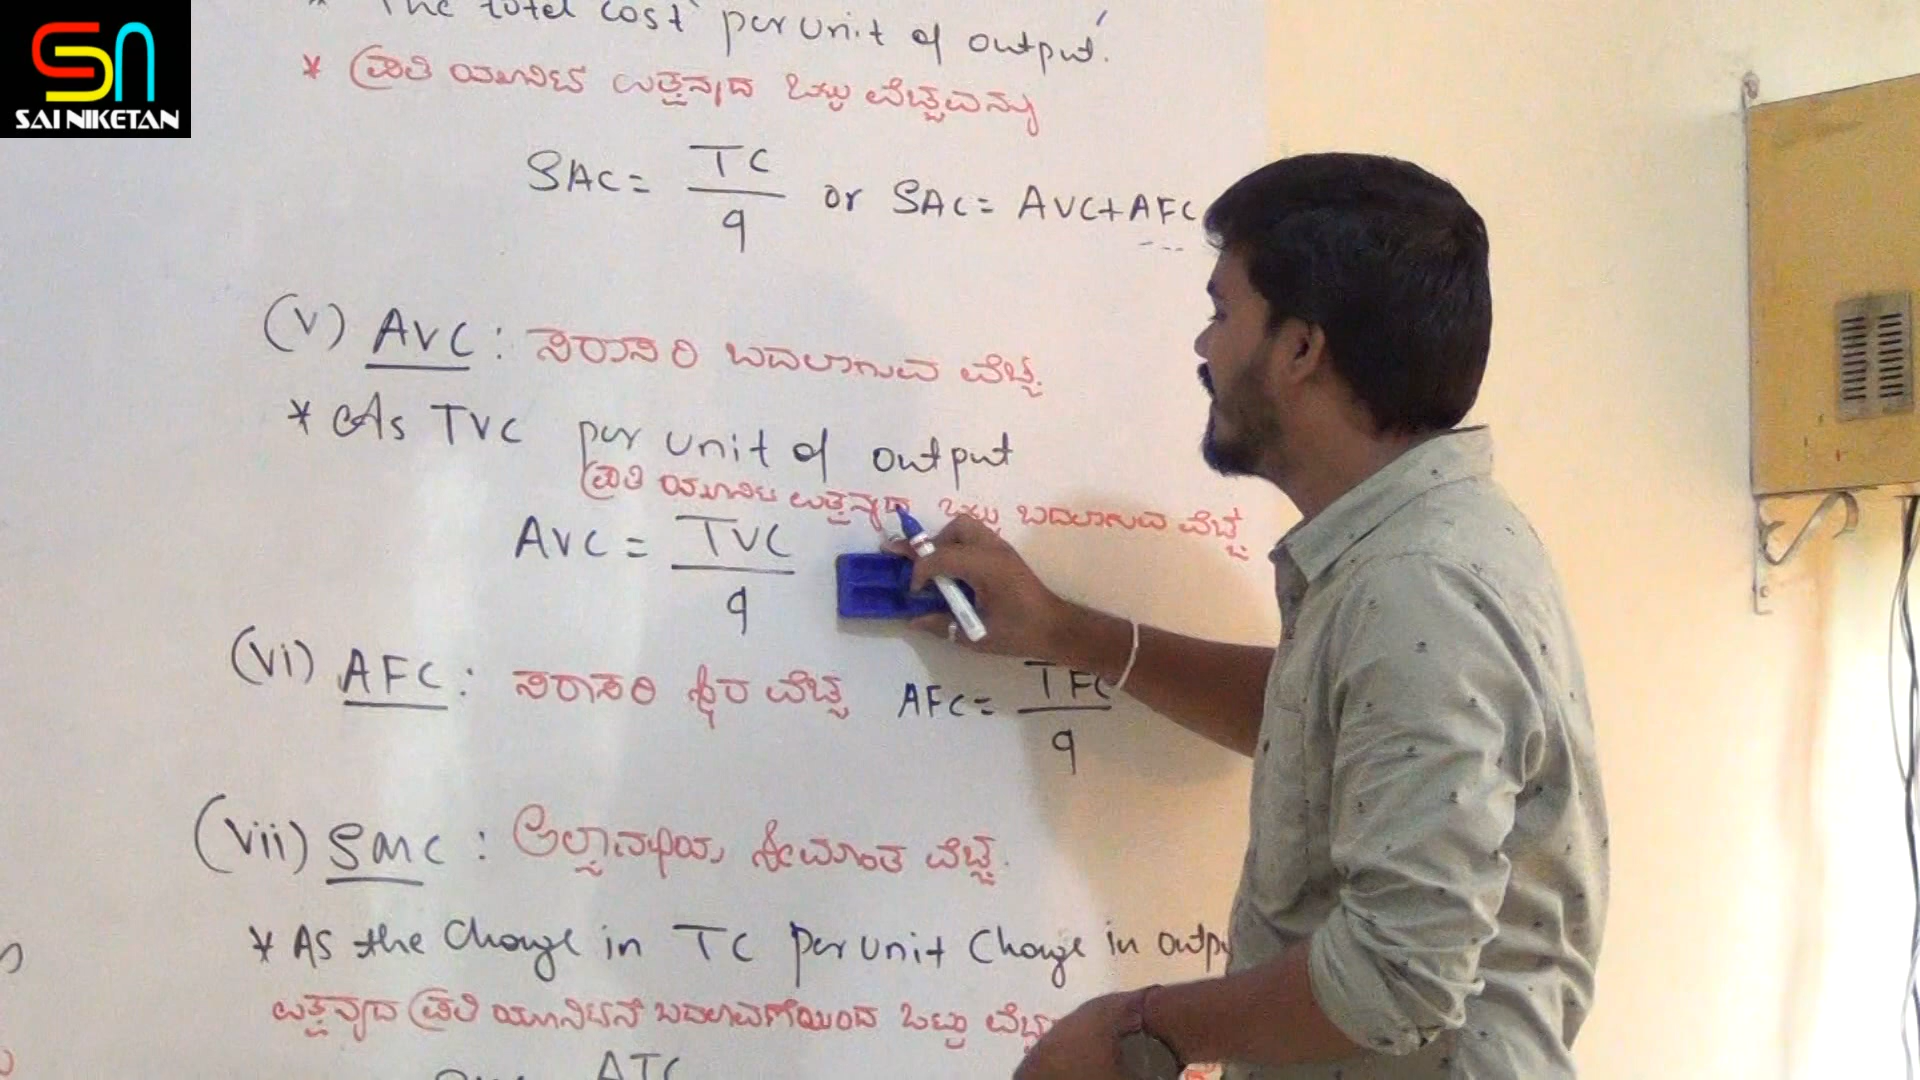 SAI NIKETAN
* The total cost per unit of output.
* ಪ್ರತಿ ಯೂನಿಟ್ ಉತ್ಪನ್ನದ ಒಟ್ಟು ವೆಚ್ಚವನ್ನು
SAC = TC / q or SAC = AVC+AFC
(V) AVC : ಸರಾಸರಿ ಬದಲಾಗುವ ವೆಚ್ಚ
* As TVC per unit of output
ಪ್ರತಿ ಯೂನಿಟ ಉತ್ಪನ್ನದ ಒಟ್ಟು ಬದಲಾಗುವ ವೆಚ್ಚ
AVC = TVC / q
(Vi) AFC : ಸರಾಸರಿ ಸ್ಥಿರ ವೆಚ್ಚ AFC = TFC / q
(Vii) SMC : ಅಲ್ಪಾವಧಿಯ ಸೀಮಾಂತ ವೆಚ್ಚ.
* As the change in TC per unit change in outpu
ಉತ್ಪನ್ನದ ಪ್ರತಿ ಯೂನಿಟನ ಬದಲಾವಣೆಯಿಂದ ಒಟ್ಟು ವೆಚ್ಚ